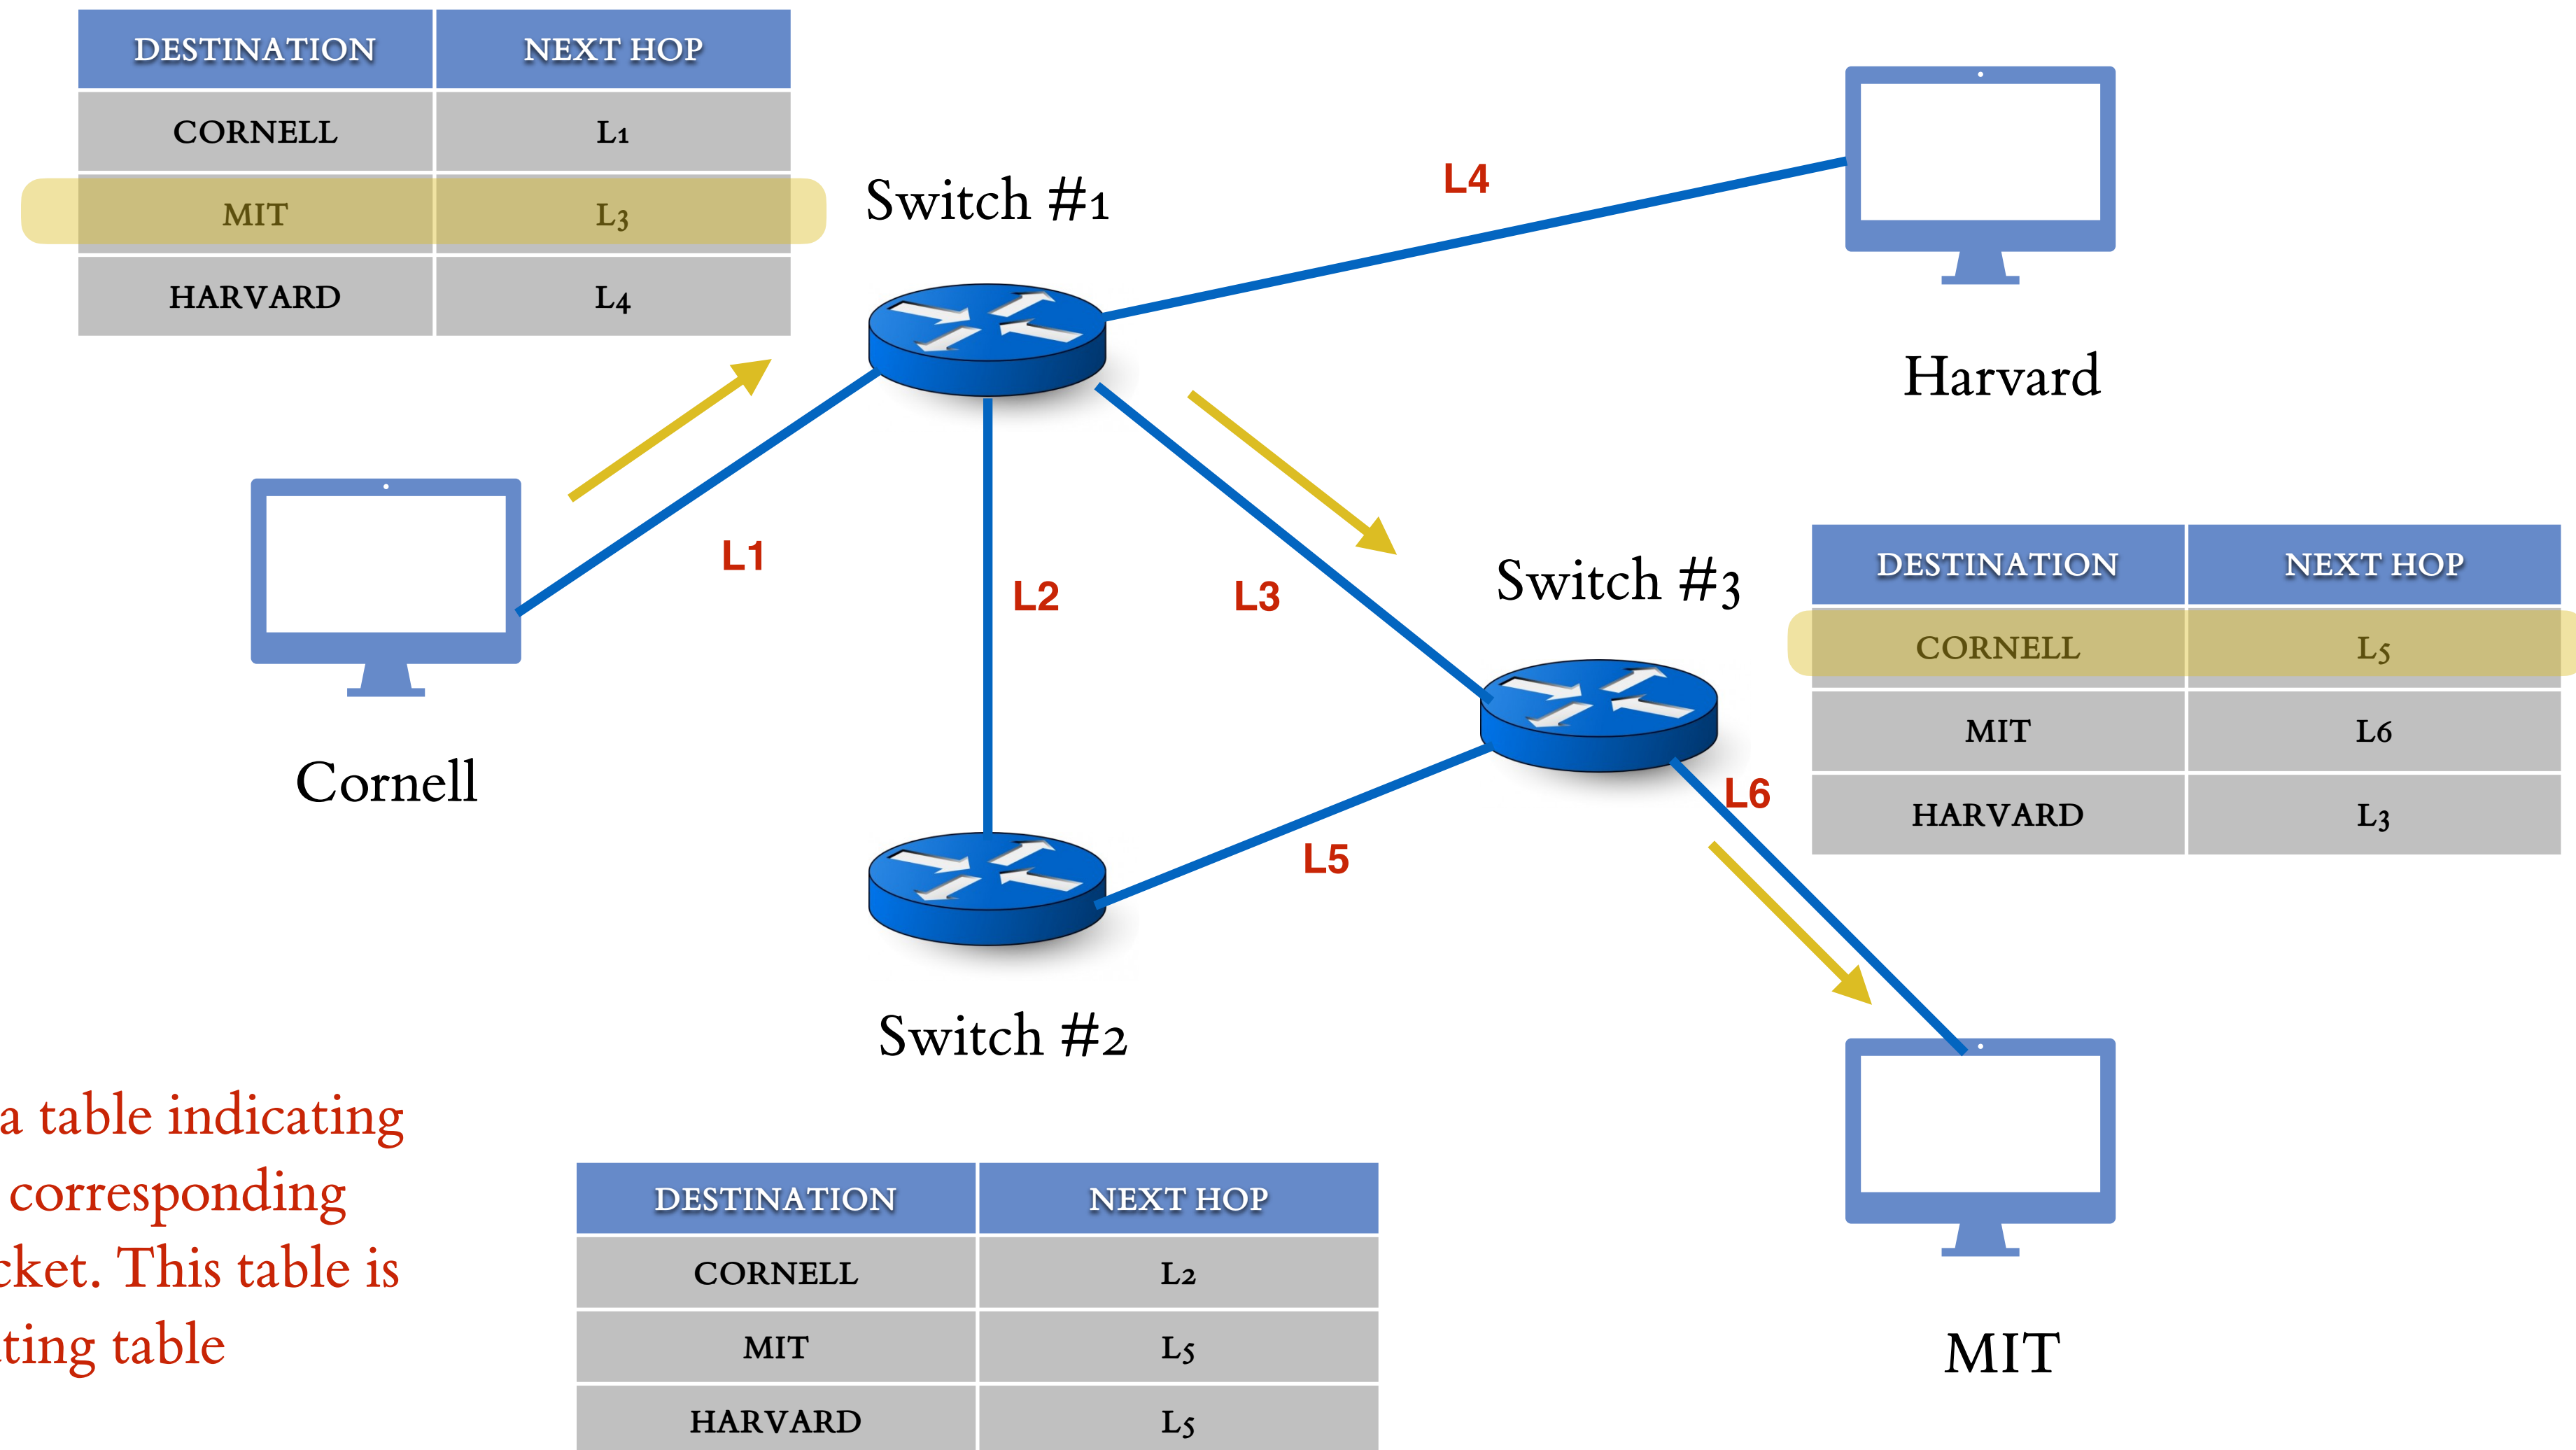 DESTINATION NEXT HOP
CORNELL L1
MIT L3
HARVARD L4
Switch #1
L4
Harvard
L1
L2
L3
Cornell
Switch #3
DESTINATION NEXT HOP
CORNELL L5
MIT L6
HARVARD L3
L6
L5
Switch #2
MIT
a table indicating
corresponding
cket. This table is
ting table
DESTINATION NEXT HOP
CORNELL L2
MIT L5
HARVARD L5